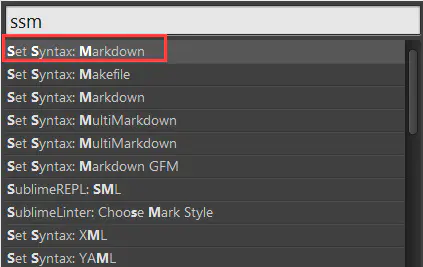 ssm
Set Syntax: Markdown
Set Syntax: Makefile
Set Syntax: Markdown
Set Syntax: MultiMarkdown
Set Syntax: MultiMarkdown
Set Syntax: Markdown GFM
SublimeREPL: SML
SublimeLinter: Choose Mark Style
Set Syntax: XML
Set Syntax: YAML